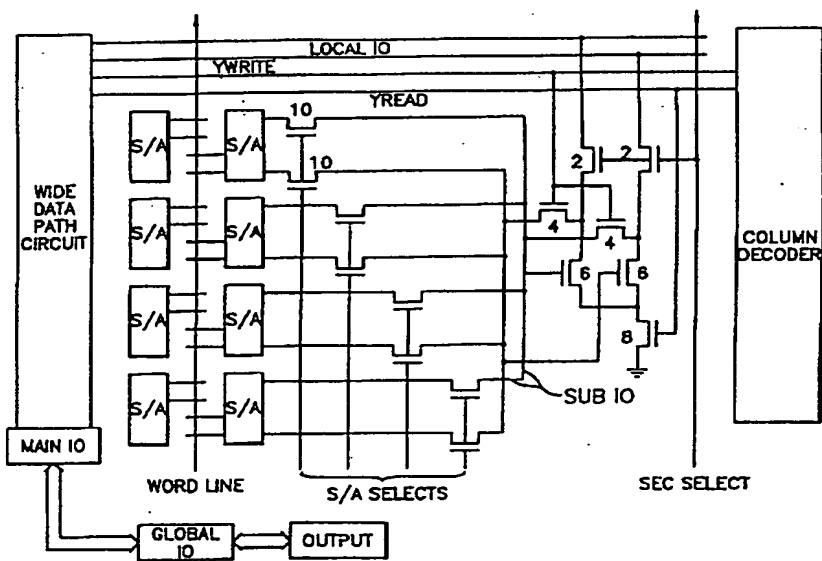 LOCAL IO
YWRITE
YREAD
WIDE
DATA
PATH
CIRCUIT
COLUMN
DECODER
S/A
S/A
10
10
2
2
S/A
S/A
4
4
6
6
S/A
S/A
8
S/A
S/A
SUB IO
MAIN IO
WORD LINE
S/A SELECTS
SEC SELECT
GLOBAL
IO
OUTPUT